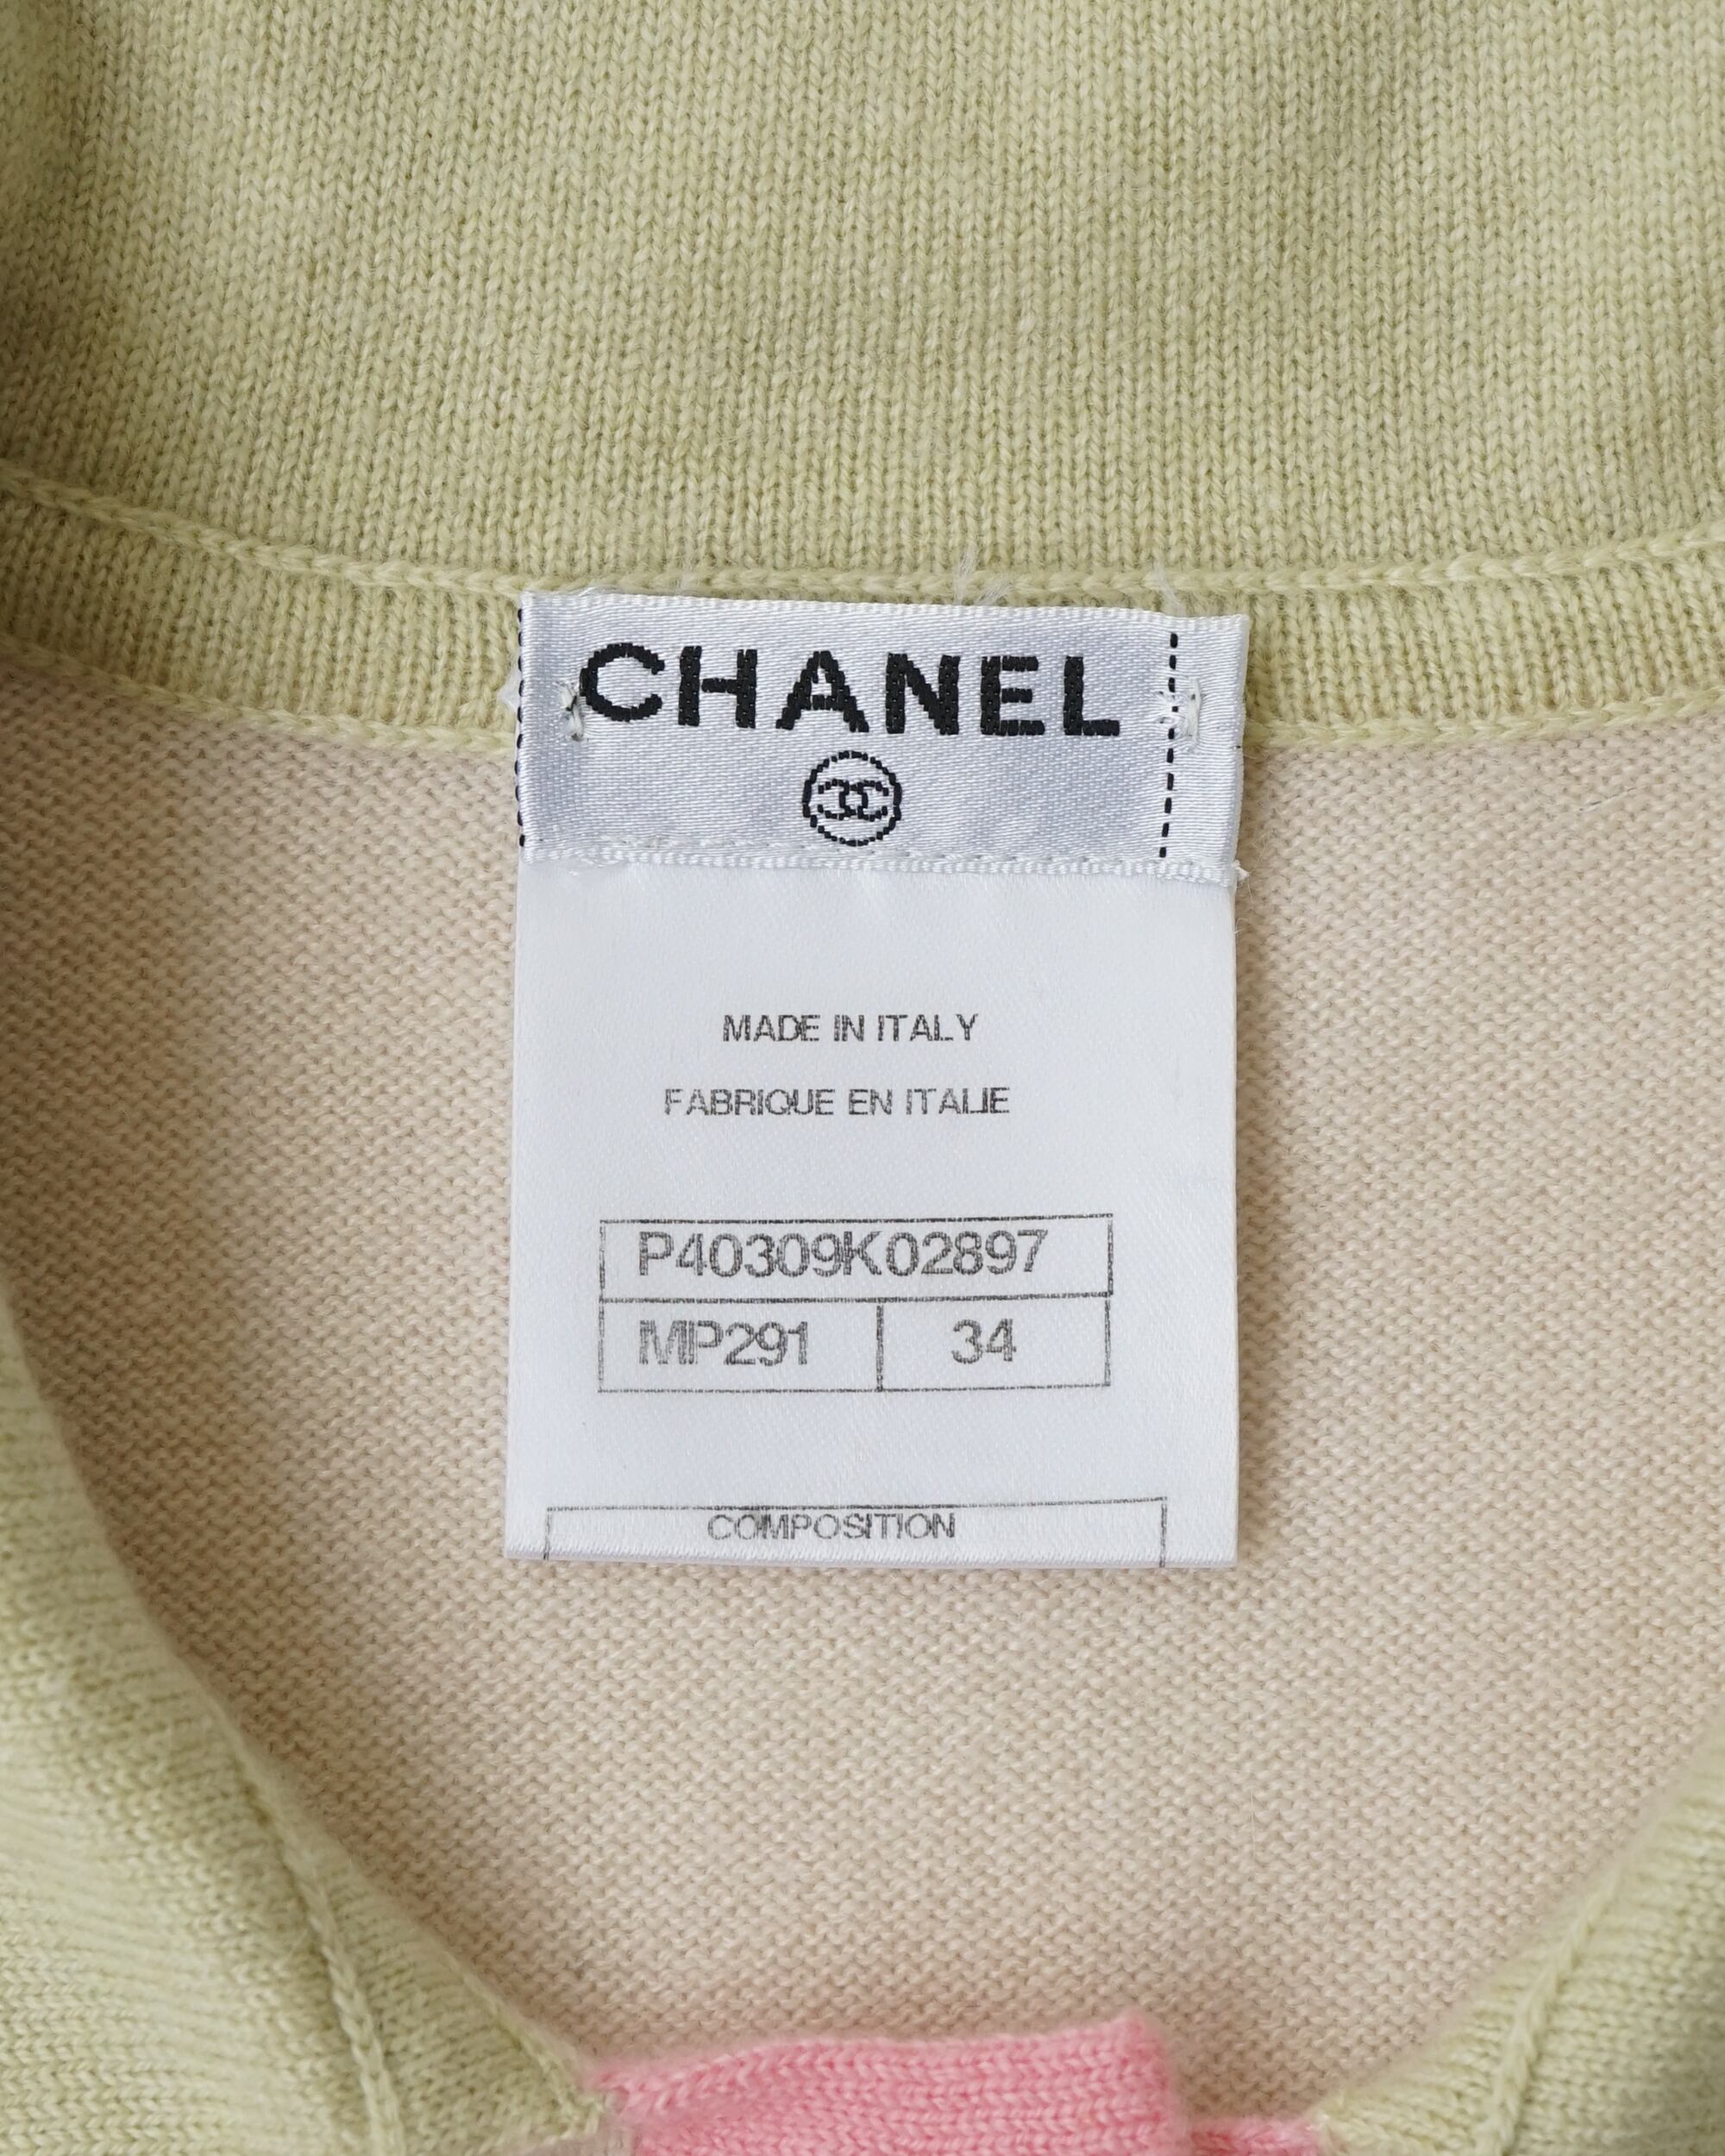 CHANEL
MADE IN ITALY
FABRIQUE EN ITALIE
P40309K02897
MP291 34
COMPOSITION